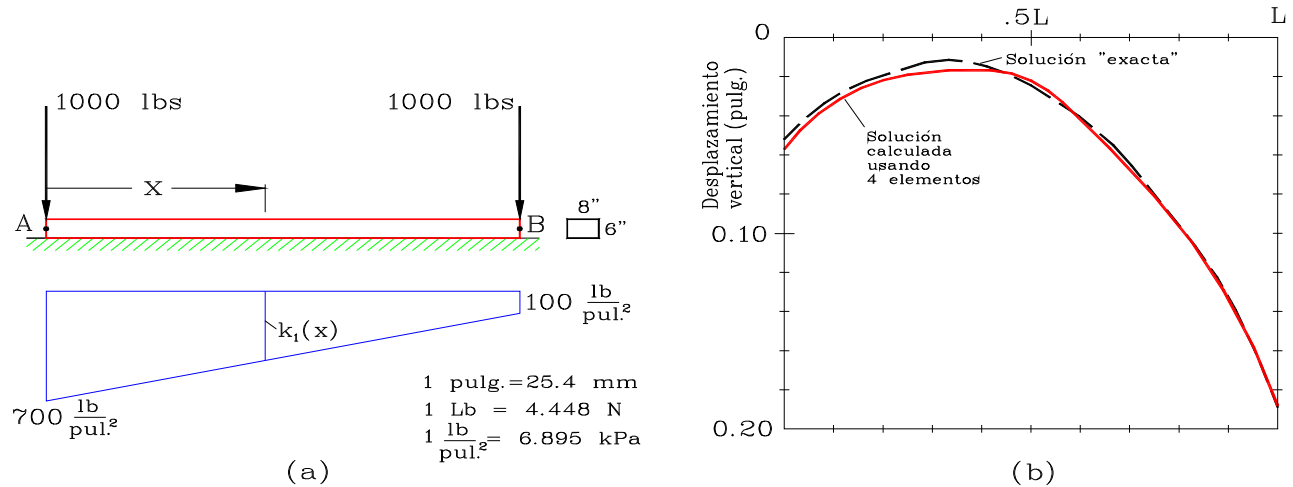 1000 lbs
1000 lbs
X
A
B
8"
6"
k₁(x)
100 lb/pul.²
700 lb/pul.²
1 pulg.=25.4 mm
1 Lb = 4.448 N
1 lb/pul.² = 6.895 kPa
(a)
.5L
L
0
0.10
0.20
Desplazamiento
vertical (pulg.)
Solución "exacta"
Solución
calculada
usando
4 elementos
(b)